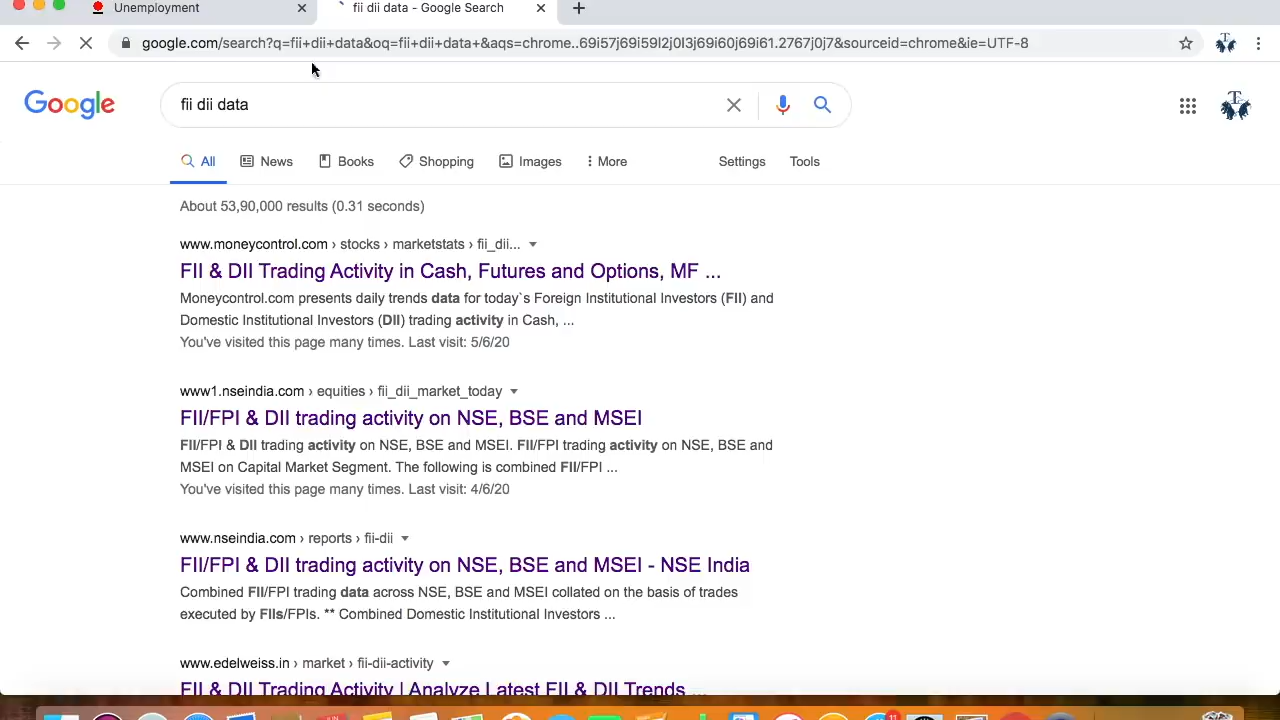 Unemployment
fii dii data - Google Search
google.com/search?q=fii+dii+data&oq=fii+dii+data+&aqs=chrome..69i57j69i59l2j0l3j69i60j69i61.2767j0j7&sourceid=chrome&ie=UTF-8
Google
fii dii data
All News Books Shopping Images More Settings Tools
About 53,90,000 results (0.31 seconds)
www.moneycontrol.com › stocks › marketstats › fii_dii...
FII & DII Trading Activity in Cash, Futures and Options, MF ...
Moneycontrol.com presents daily trends data for today`s Foreign Institutional Investors (FII) and
Domestic Institutional Investors (DII) trading activity in Cash, ...
You've visited this page many times. Last visit: 5/6/20
www1.nseindia.com › equities › fii_dii_market_today
FII/FPI & DII trading activity on NSE, BSE and MSEI
FII/FPI & DII trading activity on NSE, BSE and MSEI. FII/FPI trading activity on NSE, BSE and
MSEI on Capital Market Segment. The following is combined FII/FPI ...
You've visited this page many times. Last visit: 4/6/20
www.nseindia.com › reports › fii-dii
FII/FPI & DII trading activity on NSE, BSE and MSEI - NSE India
Combined FII/FPI trading data across NSE, BSE and MSEI collated on the basis of trades
executed by FIIs/FPIs. ** Combined Domestic Institutional Investors ...
www.edelweiss.in › market › fii-dii-activity
FII & DII Trading Activity | Analyze Latest FII & DII Trends ...